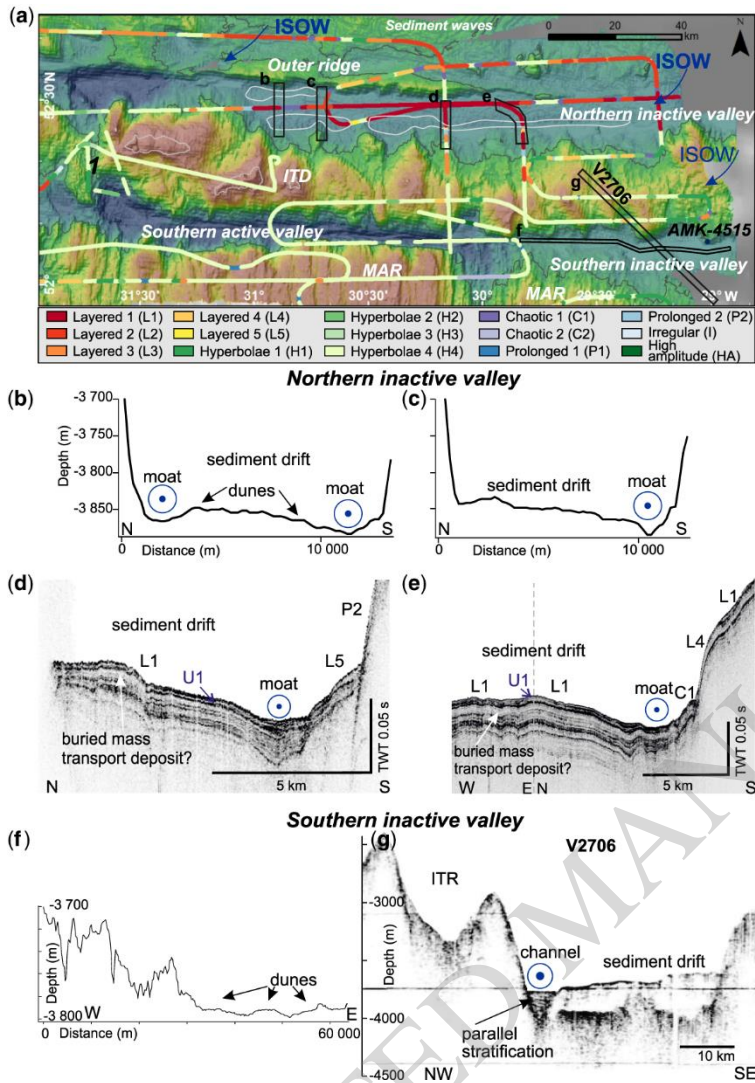 (a)
ISOW
Sediment waves
0 20 40
km
Outer ridge
ISOW
52°30'N
b c d e
Northern inactive valley
1
ITD
V2706
ISOW
g
Southern active valley
AMK-4515
f
Southern inactive valley
MAR
52°
31°30' 31° 30°30' 30° 29°30' W
MAR
Layered 1 (L1) Layered 4 (L4) Hyperbolae 2 (H2) Chaotic 1 (C1) Prolonged 2 (P2)
Layered 2 (L2) Layered 5 (L5) Hyperbolae 3 (H3) Chaotic 2 (C2) Irregular (I)
Layered 3 (L3) Hyperbolae 1 (H1) Hyperbolae 4 (H4) Prolonged 1 (P1) High amplitude (HA)
Northern inactive valley
(b)
-3 700
-3 750
-3 800
-3 850
Depth (m)
moat
sediment drift
dunes
moat
N S
0 Distance (m) 10 000
(c)
sediment drift
moat
N S
0 Distance (m) 10 000
(d)
P2
sediment drift
L1
U1
moat
L5
buried mass
transport deposit?
TWT 0.05 s
5 km
N S
(e)
L1
sediment drift
L4
L1 U1 L1
moat C1
buried mass
transport deposit?
TWT 0.05 s
5 km
W E N S
Southern inactive valley
(f)
-3 700
Depth (m)
dunes
-3 800 W E
0 Distance (m) 60 000
(g)
V2706
ITR
-3000
Depth (m)
channel
sediment drift
-4000
parallel
stratification
10 km
-4500
NW SE